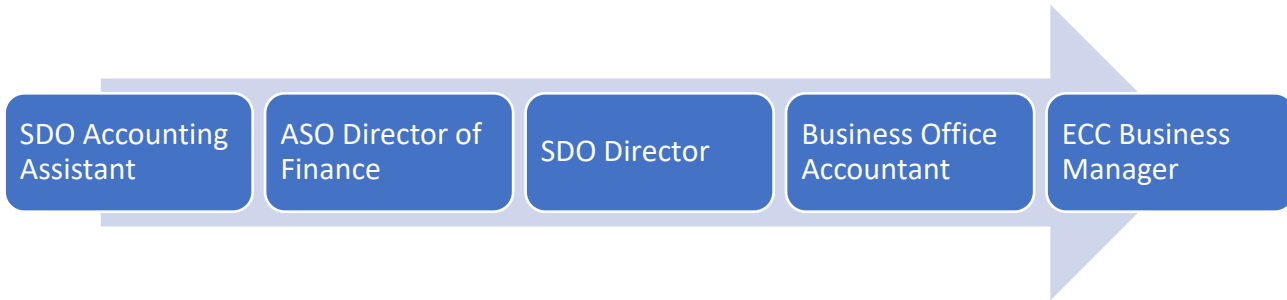 SDO Accounting
Assistant
ASO Director of
Finance
SDO Director
Business Office
Accountant
ECC Business
Manager